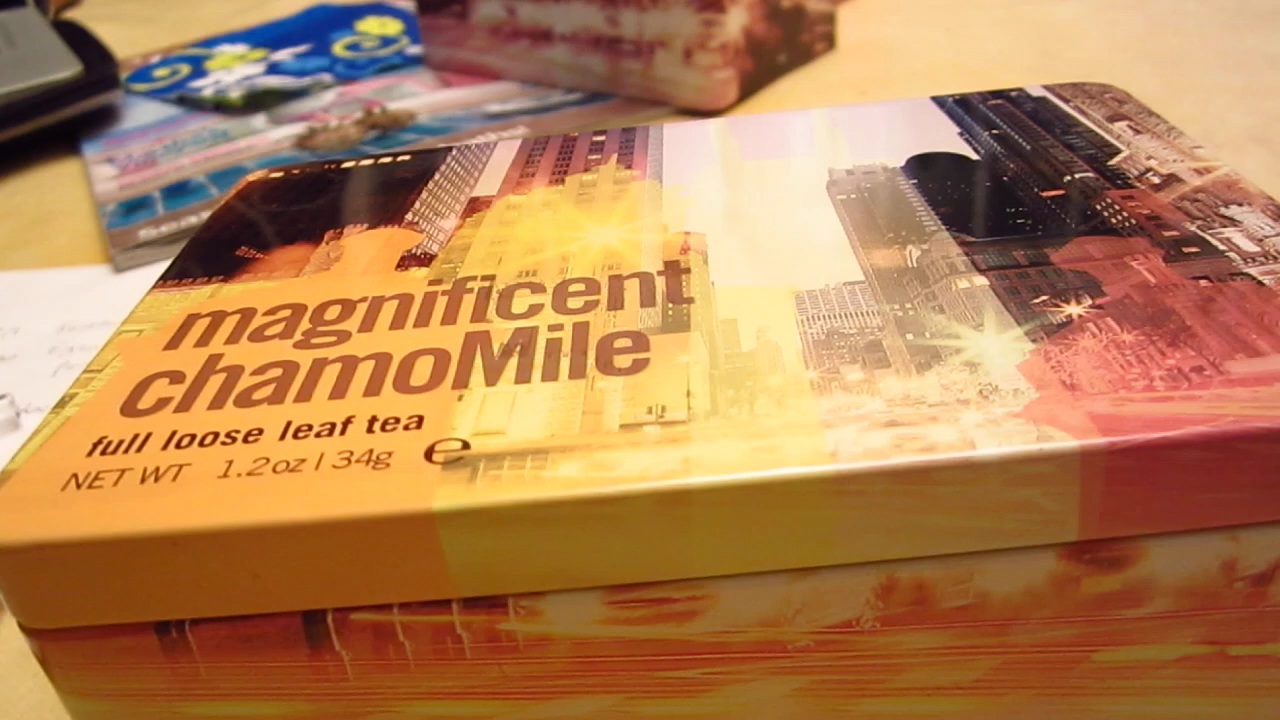 magnificent
chamoMile
full loose leaf tea
NET WT 1.2oz | 34g ℮